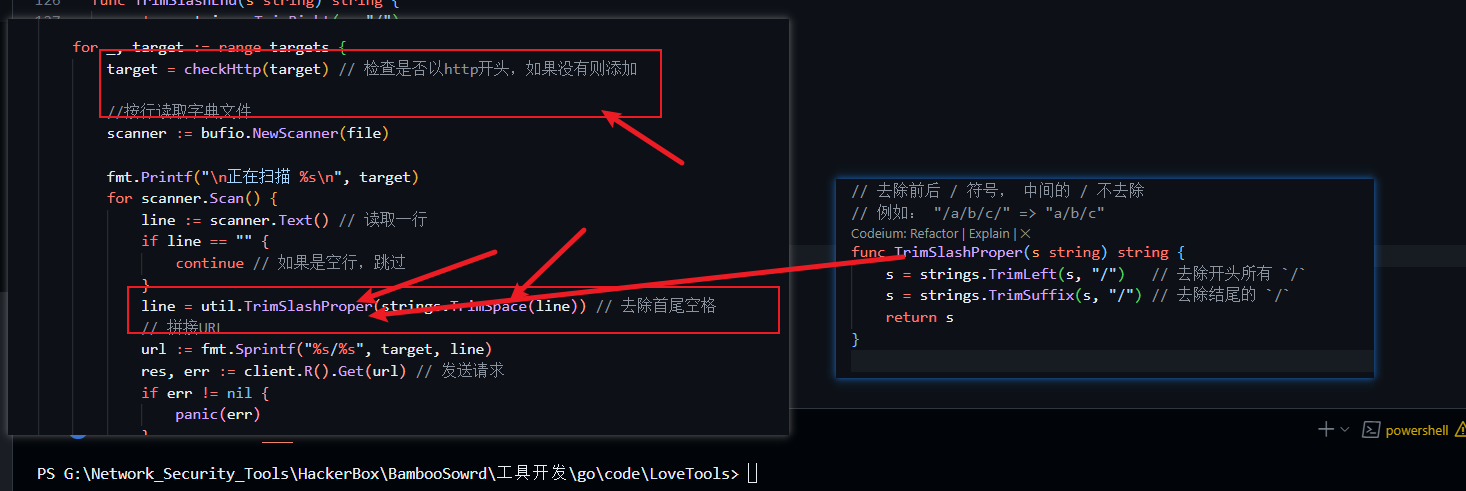 126 func TrimSlashEnd(s string) string {
for _, target := range targets {
target = checkHttp(target) // 检查是否以http开头，如果没有则添加
//按行读取字典文件
scanner := bufio.NewScanner(file)
fmt.Printf("\n正在扫描 %s\n", target)
for scanner.Scan() {
line := scanner.Text() // 读取一行
if line == "" {
continue // 如果是空行，跳过
}
line = util.TrimSlashProper(strings.TrimSpace(line)) // 去除首尾空格
// 拼接URL
url := fmt.Sprintf("%s/%s", target, line)
res, err := client.R().Get(url) // 发送请求
if err != nil {
panic(err)
}
// 去除前后 / 符号， 中间的 / 不去除
// 例如： "/a/b/c/" => "a/b/c"
Codeium: Refactor | Explain | ×
func TrimSlashProper(s string) string {
s = strings.TrimLeft(s, "/") // 去除开头所有 `/`
s = strings.TrimSuffix(s, "/") // 去除结尾的 `/`
return s
}
powershell
PS G:\Network_Security_Tools\HackerBox\BambooSowrd\工具开发\go\code\LoveTools>